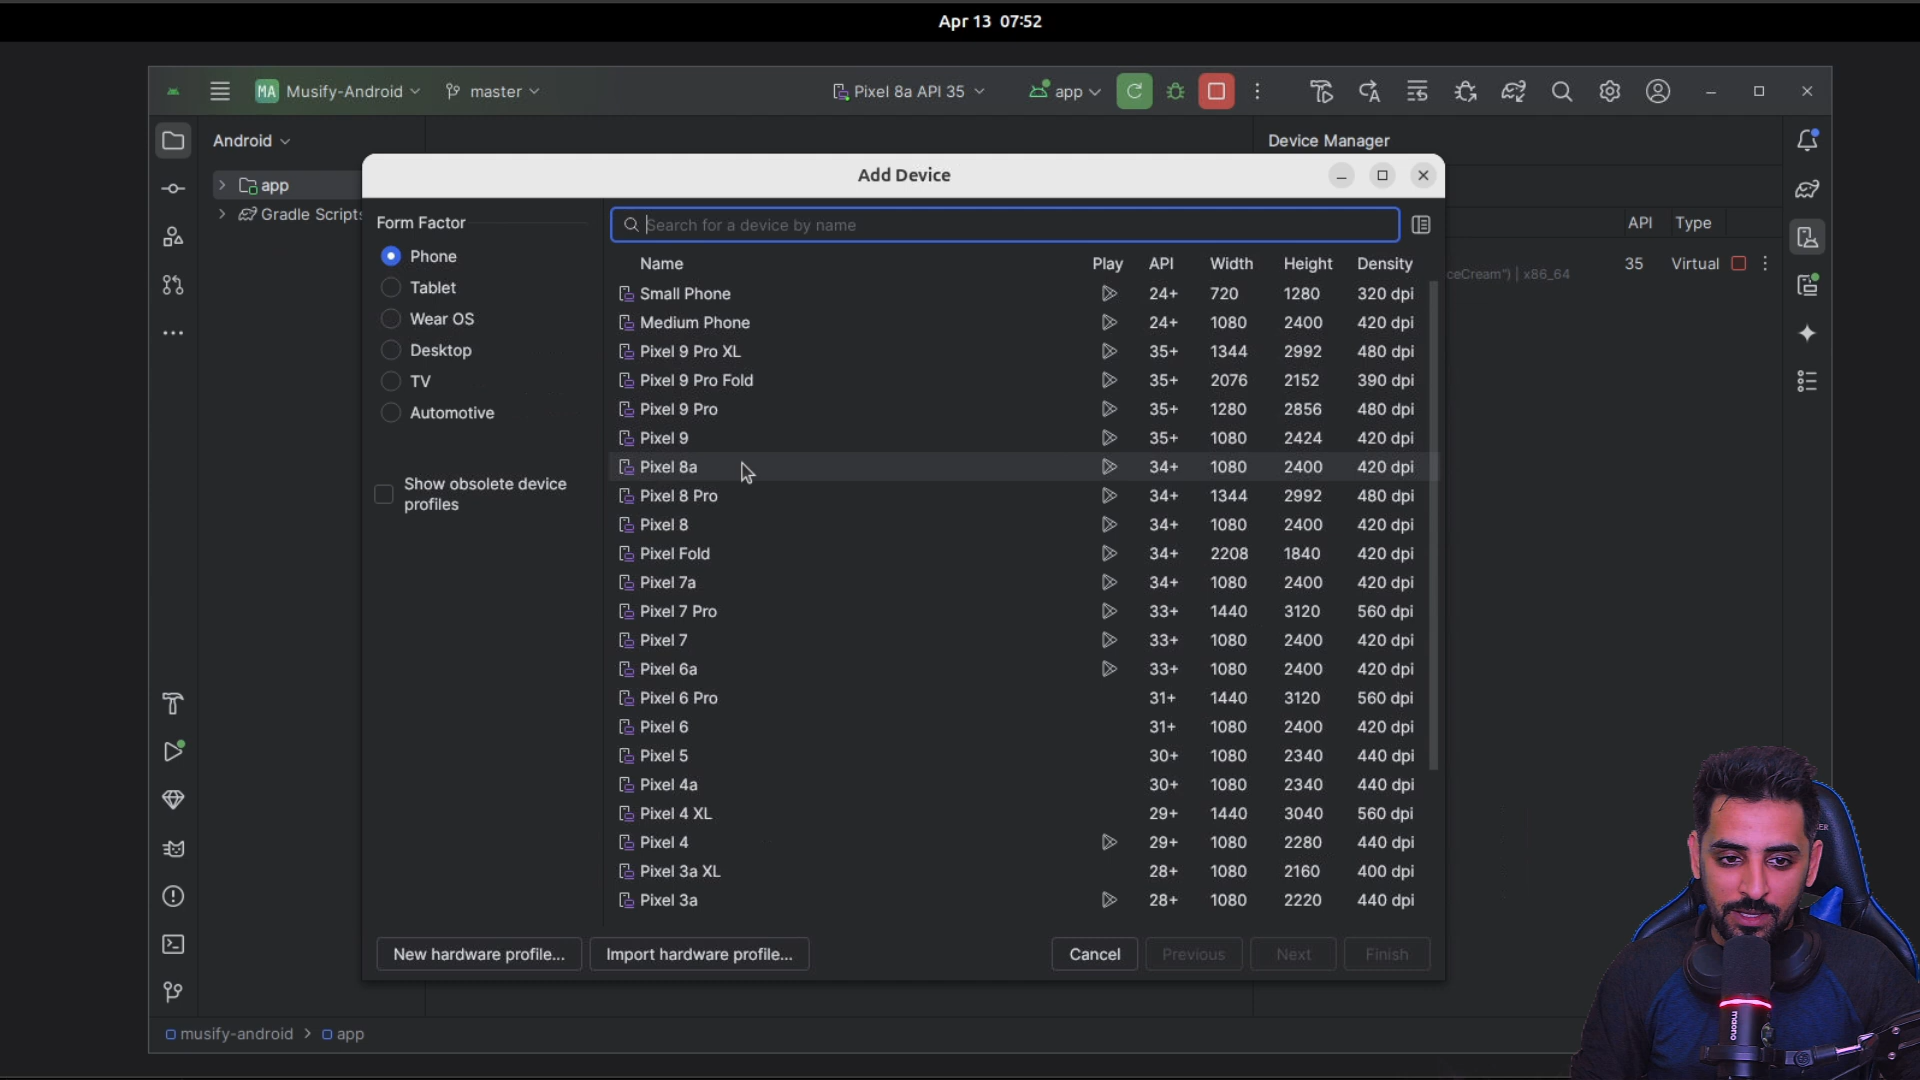 Apr 13 07:52
MA Musify-Android master Pixel 8a API 35 app
Android Device Manager
Add Device
app
Gradle Scripts
Form Factor
Phone
Tablet
Wear OS
Desktop
TV
Automotive
Show obsolete device
profiles
Search for a device by name
Name Play API Width Height Density
Small Phone 24+ 720 1280 320 dpi
Medium Phone 24+ 1080 2400 420 dpi
Pixel 9 Pro XL 35+ 1344 2992 480 dpi
Pixel 9 Pro Fold 35+ 2076 2152 390 dpi
Pixel 9 Pro 35+ 1280 2856 480 dpi
Pixel 9 35+ 1080 2424 420 dpi
Pixel 8a 34+ 1080 2400 420 dpi
Pixel 8 Pro 34+ 1344 2992 480 dpi
Pixel 8 34+ 1080 2400 420 dpi
Pixel Fold 34+ 2208 1840 420 dpi
Pixel 7a 34+ 1080 2400 420 dpi
Pixel 7 Pro 33+ 1440 3120 560 dpi
Pixel 7 33+ 1080 2400 420 dpi
Pixel 6a 33+ 1080 2400 420 dpi
Pixel 6 Pro 31+ 1440 3120 560 dpi
Pixel 6 31+ 1080 2400 420 dpi
Pixel 5 30+ 1080 2340 440 dpi
Pixel 4a 30+ 1080 2340 440 dpi
Pixel 4 XL 29+ 1440 3040 560 dpi
Pixel 4 29+ 1080 2280 440 dpi
Pixel 3a XL 28+ 1080 2160 400 dpi
Pixel 3a 28+ 1080 2220 440 dpi
API Type
ceCream") | x86_64 35 Virtual
New hardware profile... Import hardware profile... Cancel Previous Next Finish
musify-android > app
maono